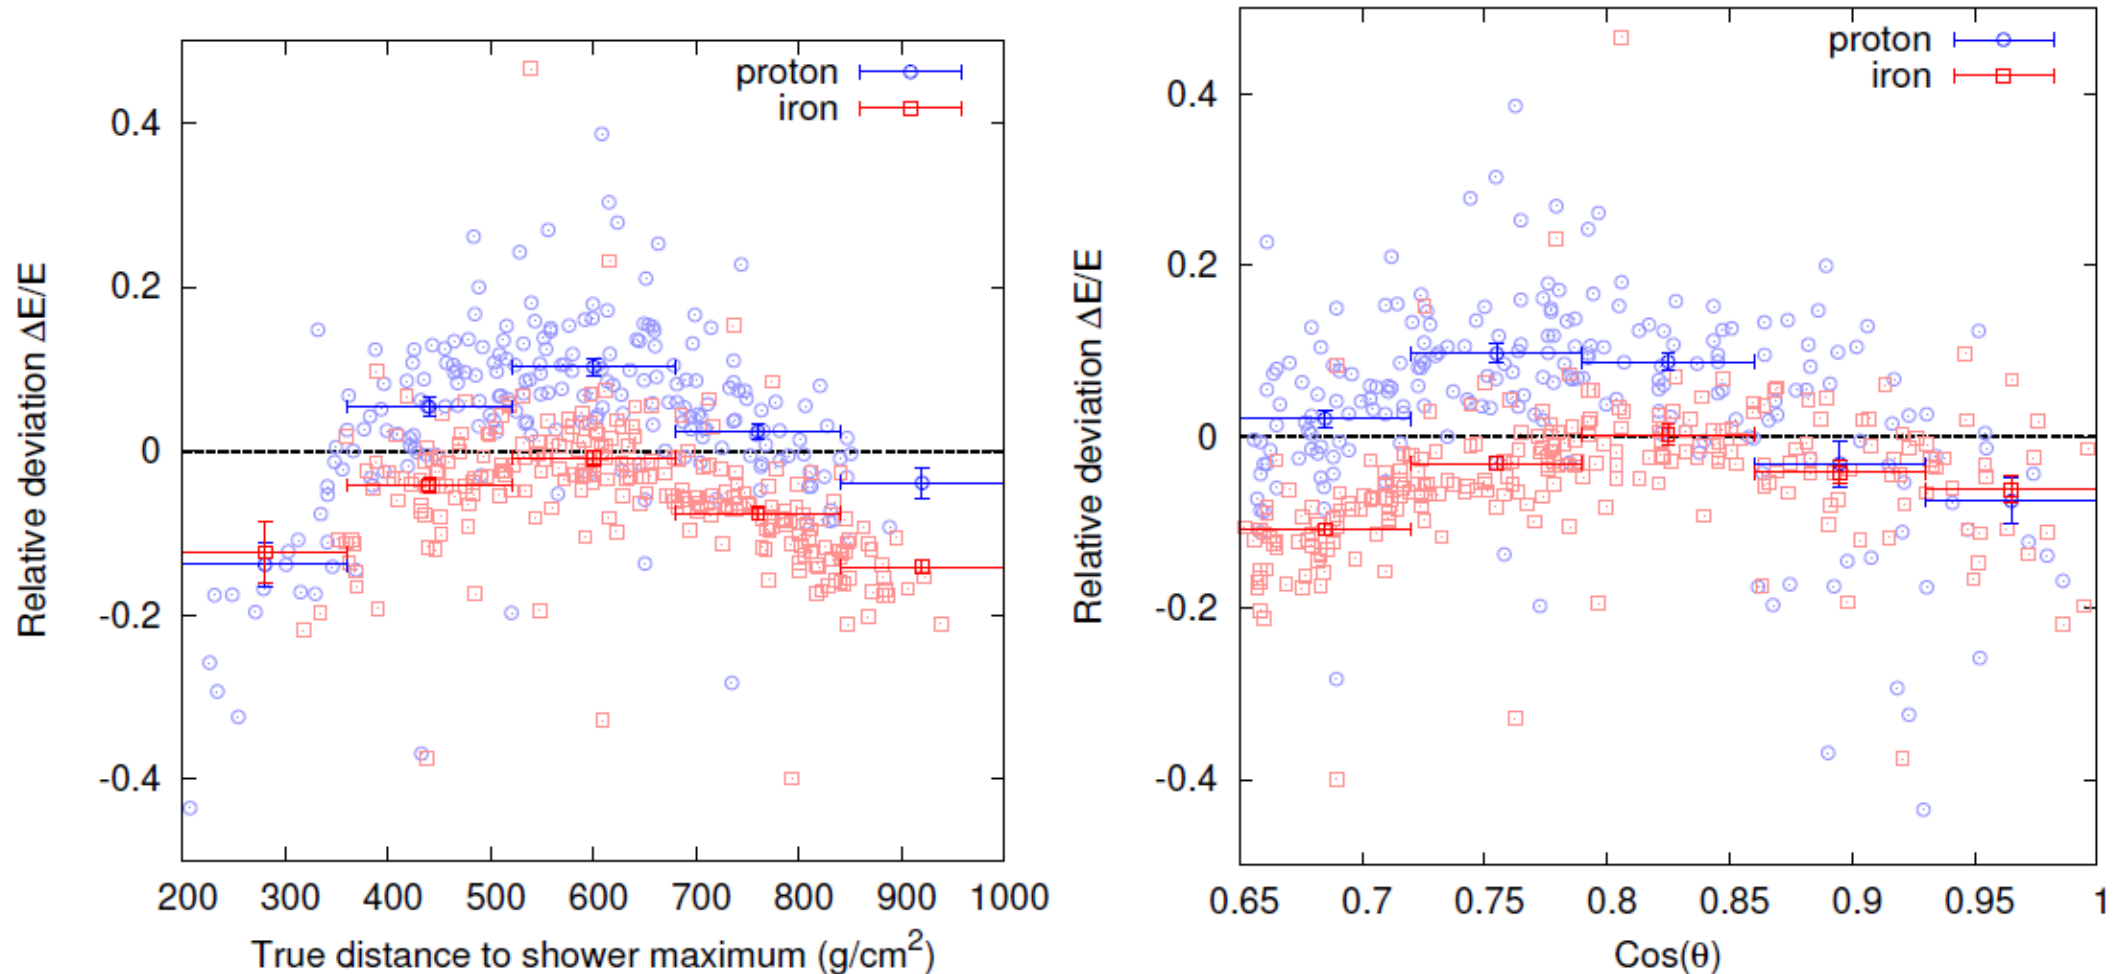 proton
iron
0.4
0.2
0
-0.2
-0.4
Relative deviation ΔE/E
200 300 400 500 600 700 800 900 1000
True distance to shower maximum (g/cm²)
proton
iron
0.4
0.2
0
-0.2
-0.4
Relative deviation ΔE/E
0.65 0.7 0.75 0.8 0.85 0.9 0.95 1
Cos(θ)